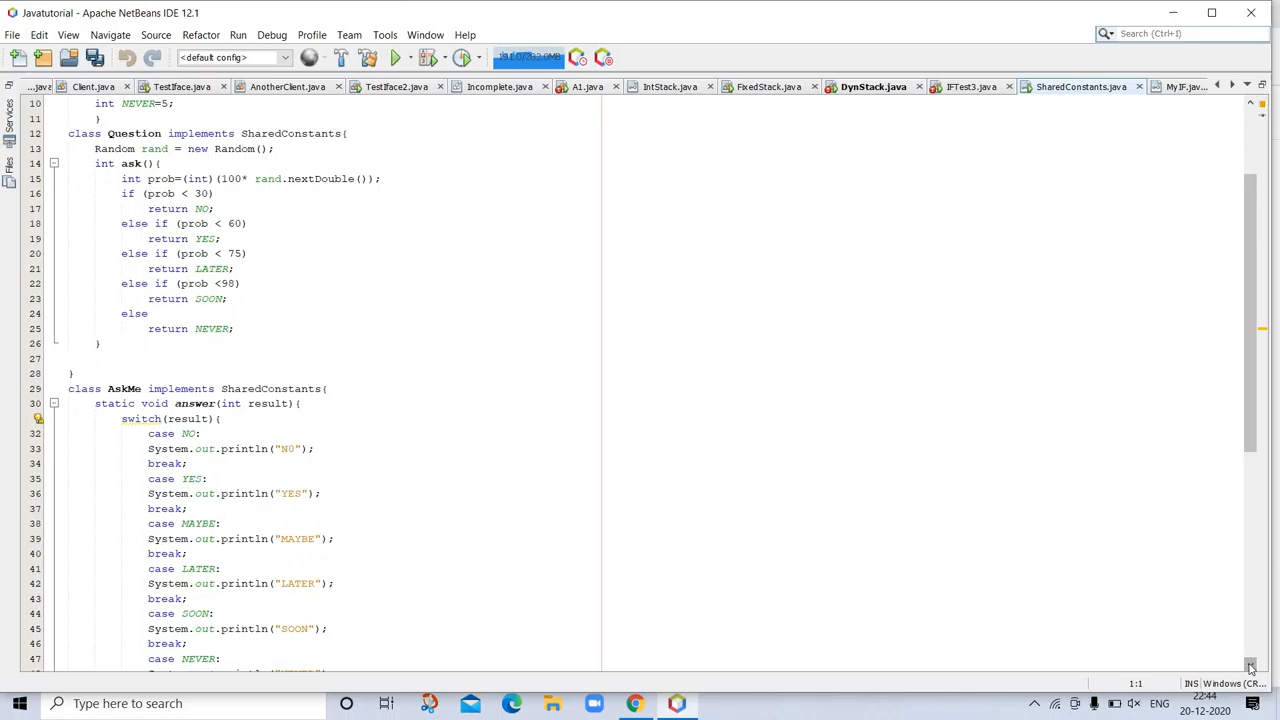 Javatutorial - Apache NetBeans IDE 12.1
File Edit View Navigate Source Refactor Run Debug Profile Team Tools Window Help
Search (Ctrl+I)
<default config>
...java Client.java TestIface.java AnotherClient.java TestIface2.java Incomplete.java A1.java IntStack.java FixedStack.java DynStack.java IFTest3.java SharedConstants.java MyIF.jav...
Services
Files
10 int NEVER=5;
11 }
12 class Question implements SharedConstants{
13 Random rand = new Random();
14 int ask(){
15 int prob=(int)(100* rand.nextDouble());
16 if (prob < 30)
17 return NO;
18 else if (prob < 60)
19 return YES;
20 else if (prob < 75)
21 return LATER;
22 else if (prob <98)
23 return SOON;
24 else
25 return NEVER;
26 }
27
28 }
29 class AskMe implements SharedConstants{
30 static void answer(int result){
switch(result){
32 case NO:
33 System.out.println("N0");
34 break;
35 case YES:
36 System.out.println("YES");
37 break;
38 case MAYBE:
39 System.out.println("MAYBE");
40 break;
41 case LATER:
42 System.out.println("LATER");
43 break;
44 case SOON:
45 System.out.println("SOON");
46 break;
47 case NEVER:
1:1 INS Windows (CR...
Type here to search
ENG
22:44
20-12-2020